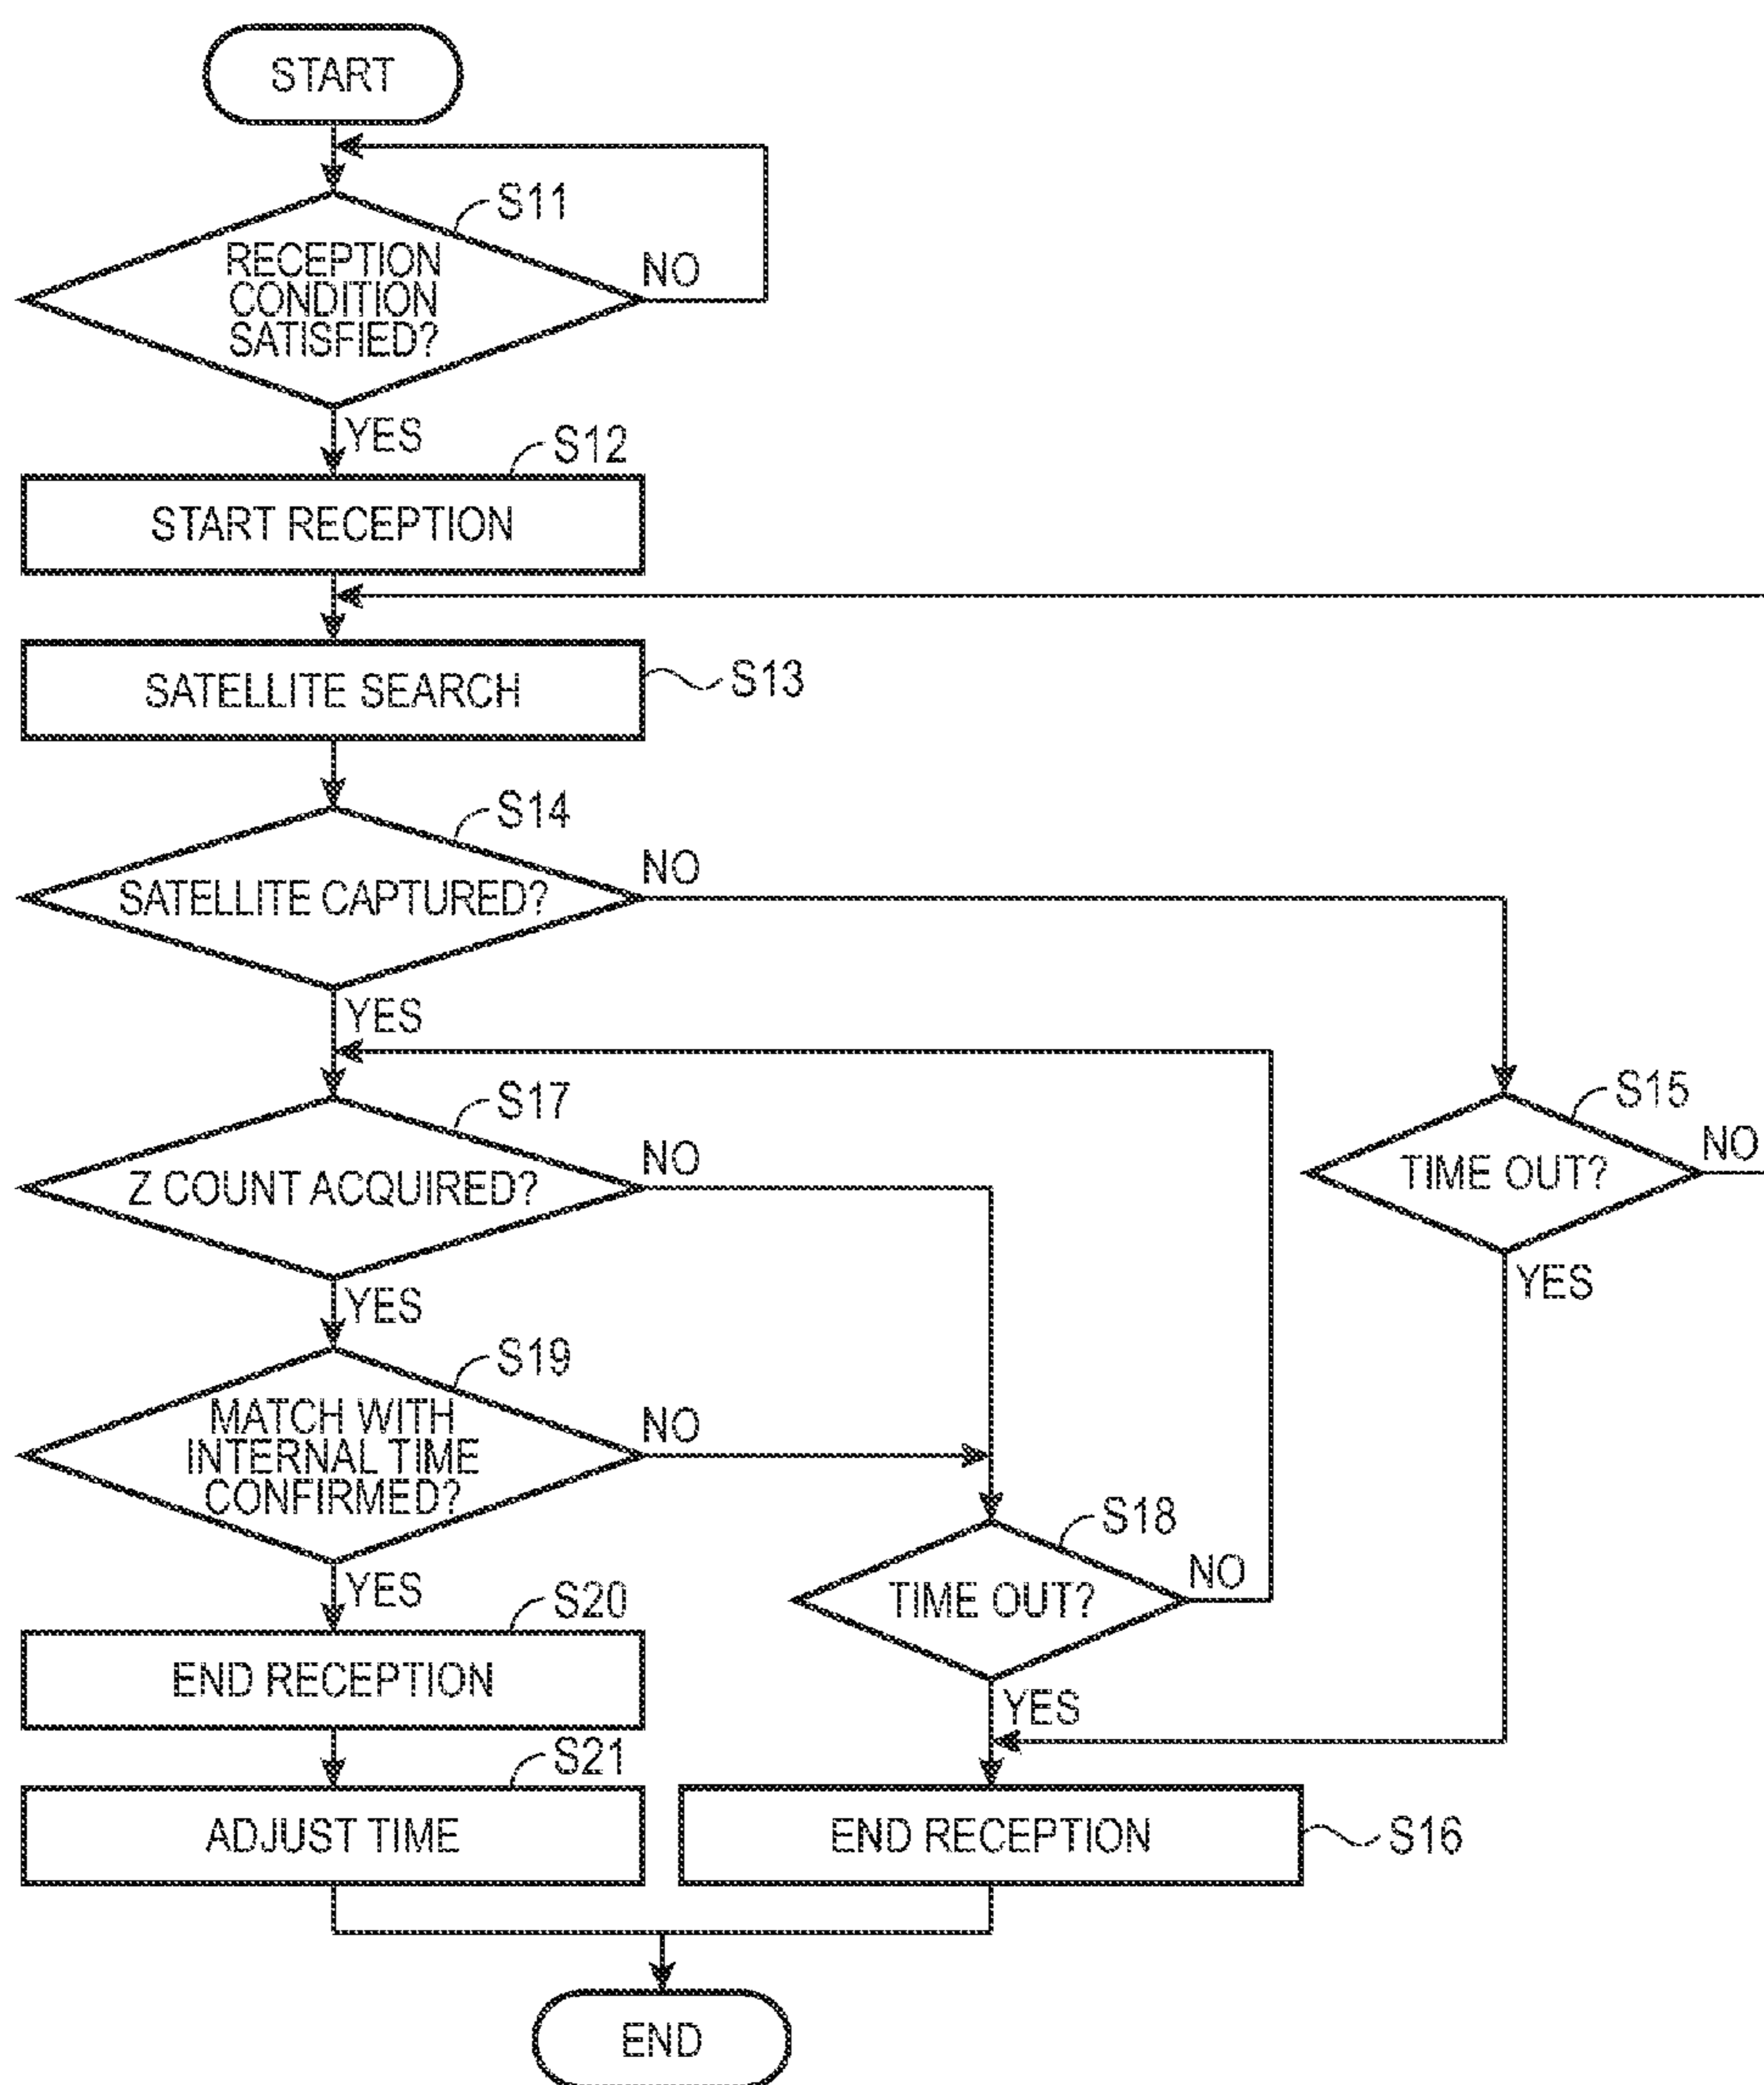 START
S11
RECEPTION
CONDITION
SATISFIED?
NO
YES
S12
START RECEPTION
SATELLITE SEARCH
S13
S14
SATELLITE CAPTURED?
NO
YES
S17
Z COUNT ACQUIRED?
NO
S15
TIME OUT?
NO
YES
YES
S19
MATCH WITH
INTERNAL TIME
CONFIRMED?
NO
S18
TIME OUT?
NO
YES
YES
S20
END RECEPTION
S21
ADJUST TIME
END RECEPTION
S16
END